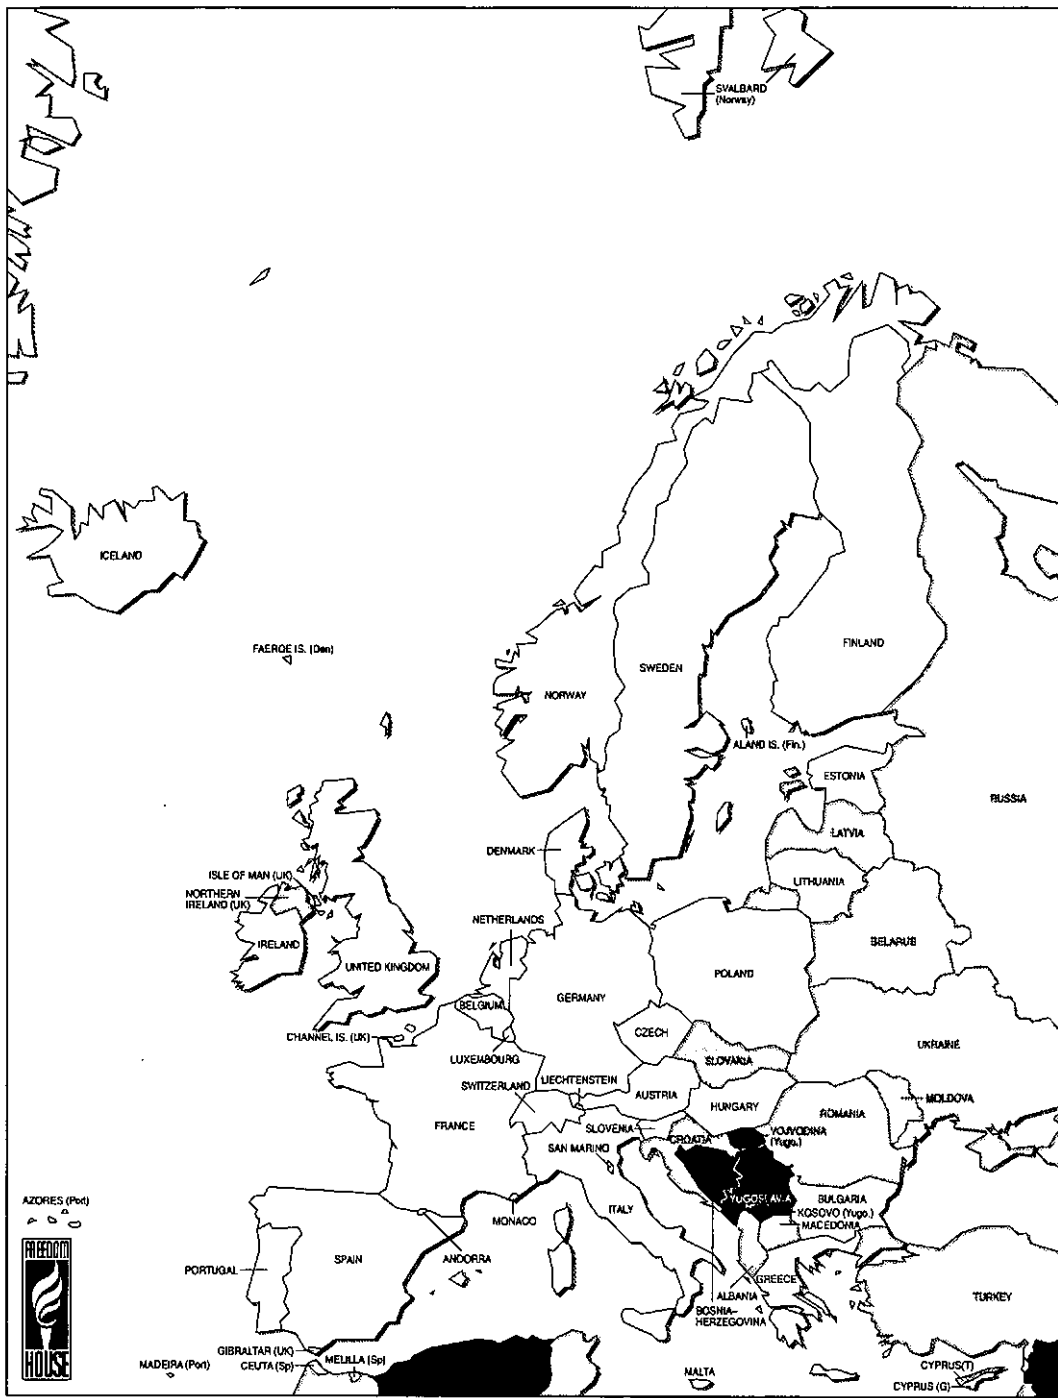 SVALBARD
(Norway)
ICELAND
FAEROE IS. (Den)
FINLAND
SWEDEN
NORWAY
ALAND IS. (Fin.)
ESTONIA
RUSSIA
LATVIA
DENMARK
ISLE OF MAN (UK)
LITHUANIA
NORTHERN
IRELAND (UK)
NETHERLANDS
IRELAND
BELARUS
UNITED KINGDOM
POLAND
GERMANY
BELGIUM
CZECH
CHANNEL IS. (UK)
UKRAINE
LUXEMBOURG
SLOVAKIA
LIECHTENSTEIN
SWITZERLAND
AUSTRIA
MOLDOVA
HUNGARY
ROMANIA
FRANCE
SLOVENIA
VOJVODINA
(Yugo.)
CROATIA
SAN MARINO
AZORES (Port)
YUGOSLAVIA
BULGARIA
ITALY
KOSOVO (Yugo.)
MONACO
MACEDONIA
SPAIN
ANDORRA
PORTUGAL
GREECE
ALBANIA
TURKEY
BOSNIA-
HERZEGOVINA
FREEDOM
HOUSE
GIBRALTAR (UK)
MELILLA (Sp)
MADEIRA (Port)
CEUTA (Sp)
MALTA
CYPRUS (T)
CYPRUS (G)